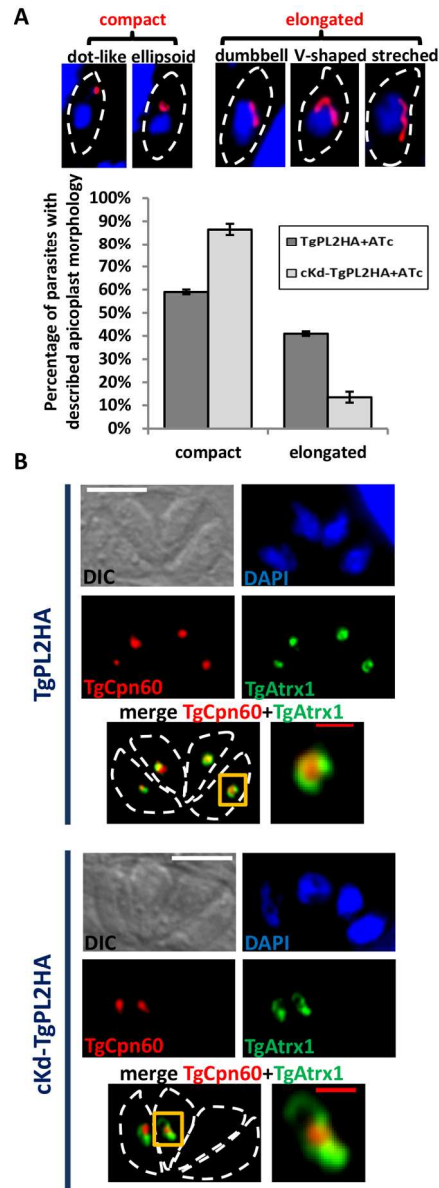 A
compact
elongated
dot-like ellipsoid
dumbbell V-shaped streched
Percentage of parasites with
described apicoplast morphology
100%
90%
80%
70%
60%
50%
40%
30%
20%
10%
0%
TgPL2HA+ATc
cKd-TgPL2HA+ATc
compact
elongated
B
TgPL2HA
DIC
DAPI
TgCpn60
TgAtrx1
merge TgCpn60+TgAtrx1
cKd-TgPL2HA
DIC
DAPI
TgCpn60
TgAtrx1
merge TgCpn60+TgAtrx1